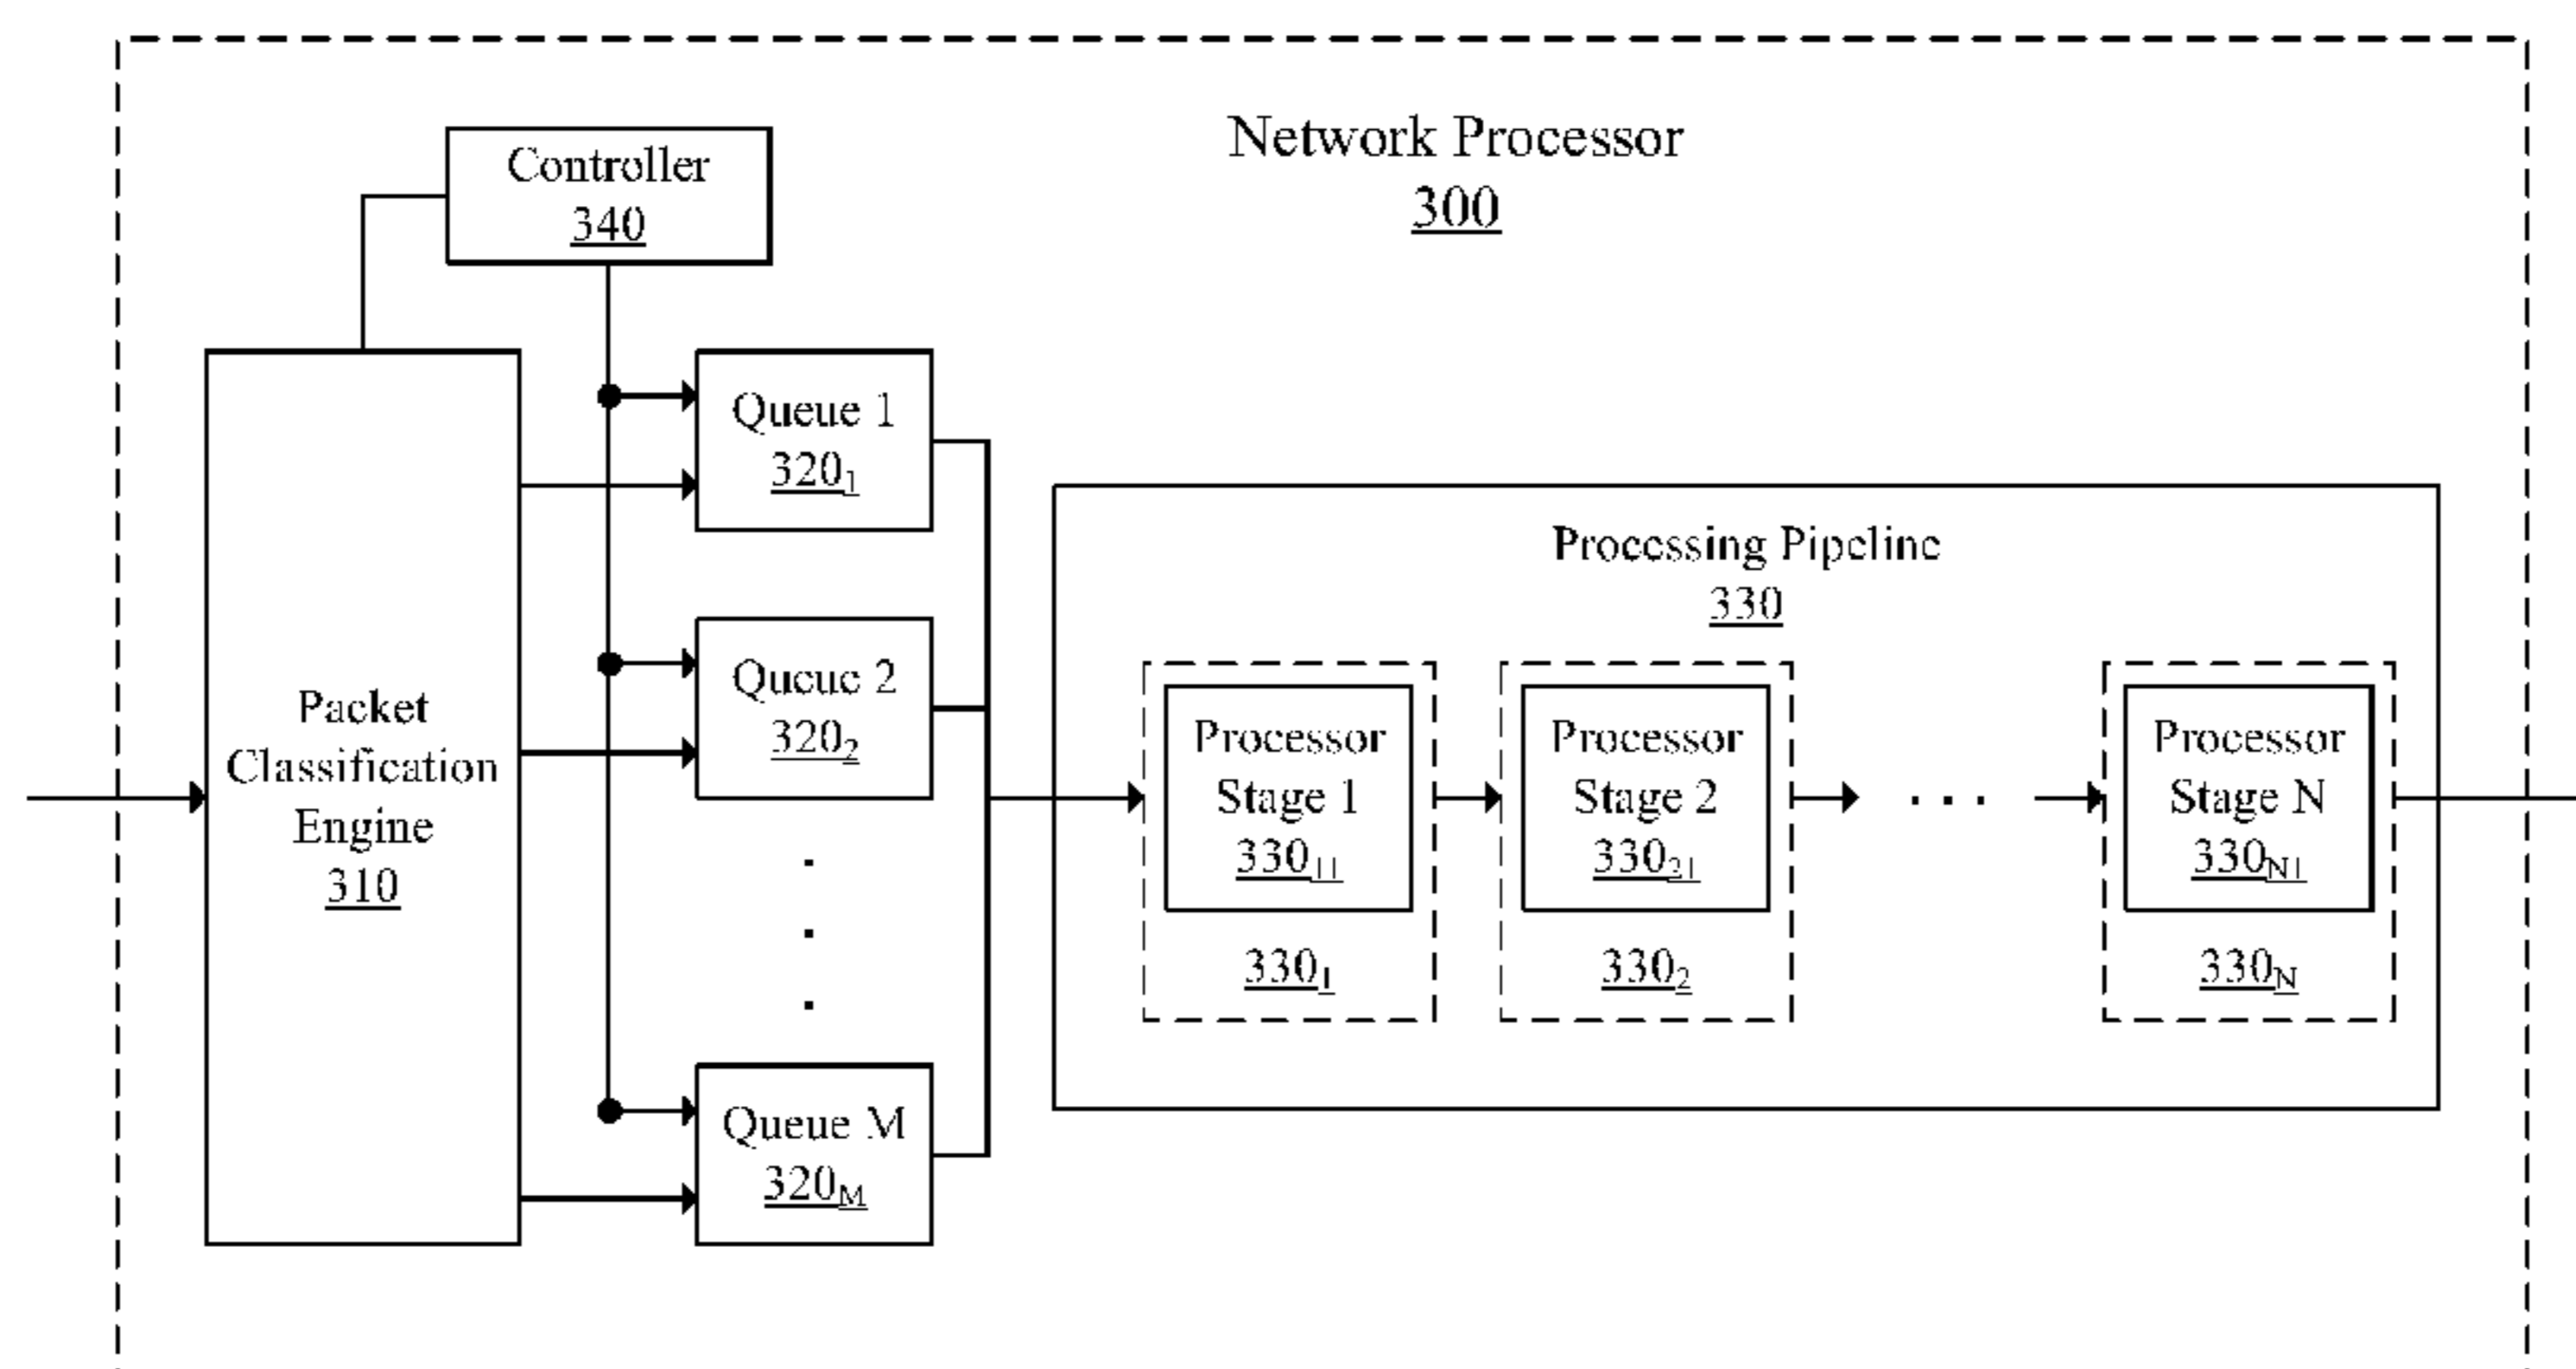 Network Processor
300
Controller
340
Packet
Classification
Engine
310
Queue 1
320₁
Queue 2
320₂
Queue M
320M
Processing Pipeline
330
Processor
Stage 1
330₁₁
330₁
Processor
Stage 2
330₂₁
330₂
. . .
Processor
Stage N
330N1
330N